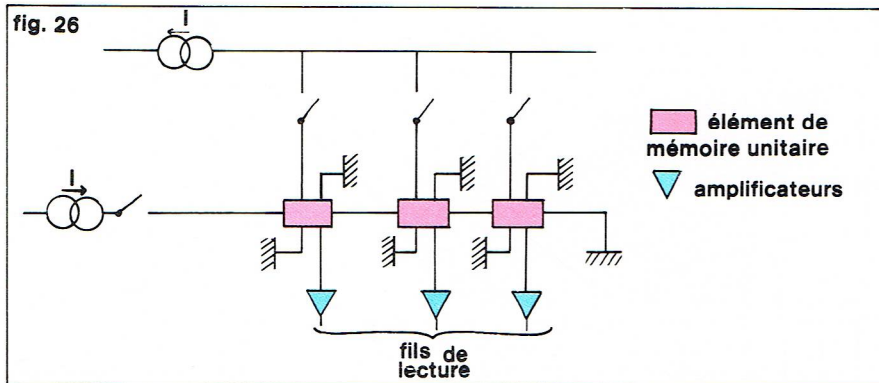 fig. 26
I
I
élément de
mémoire unitaire
amplificateurs
fils de
lecture